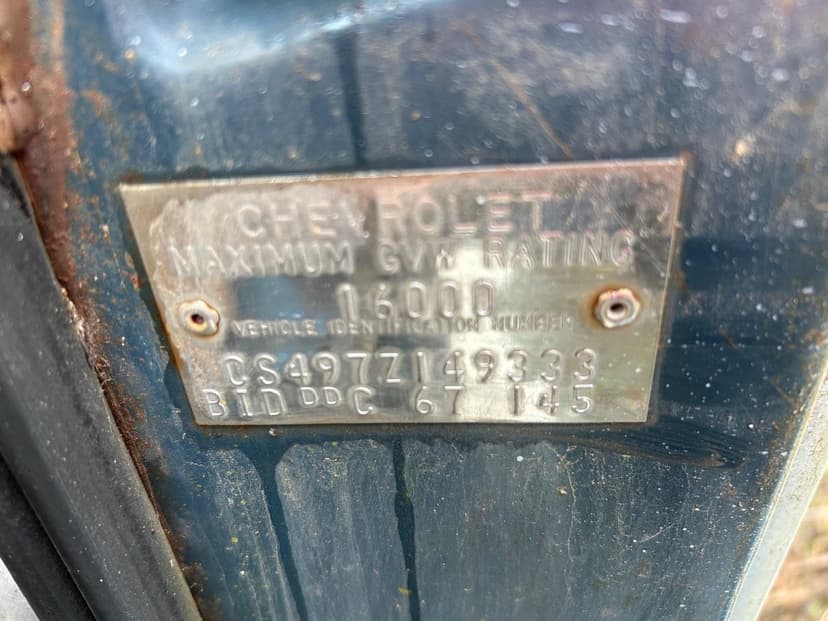 CHEVROLET
MAXIMUM GVW RATING
16000
VEHICLE IDENTIFICATION NUMBER
CS497Z149333
BID DD C 67 145